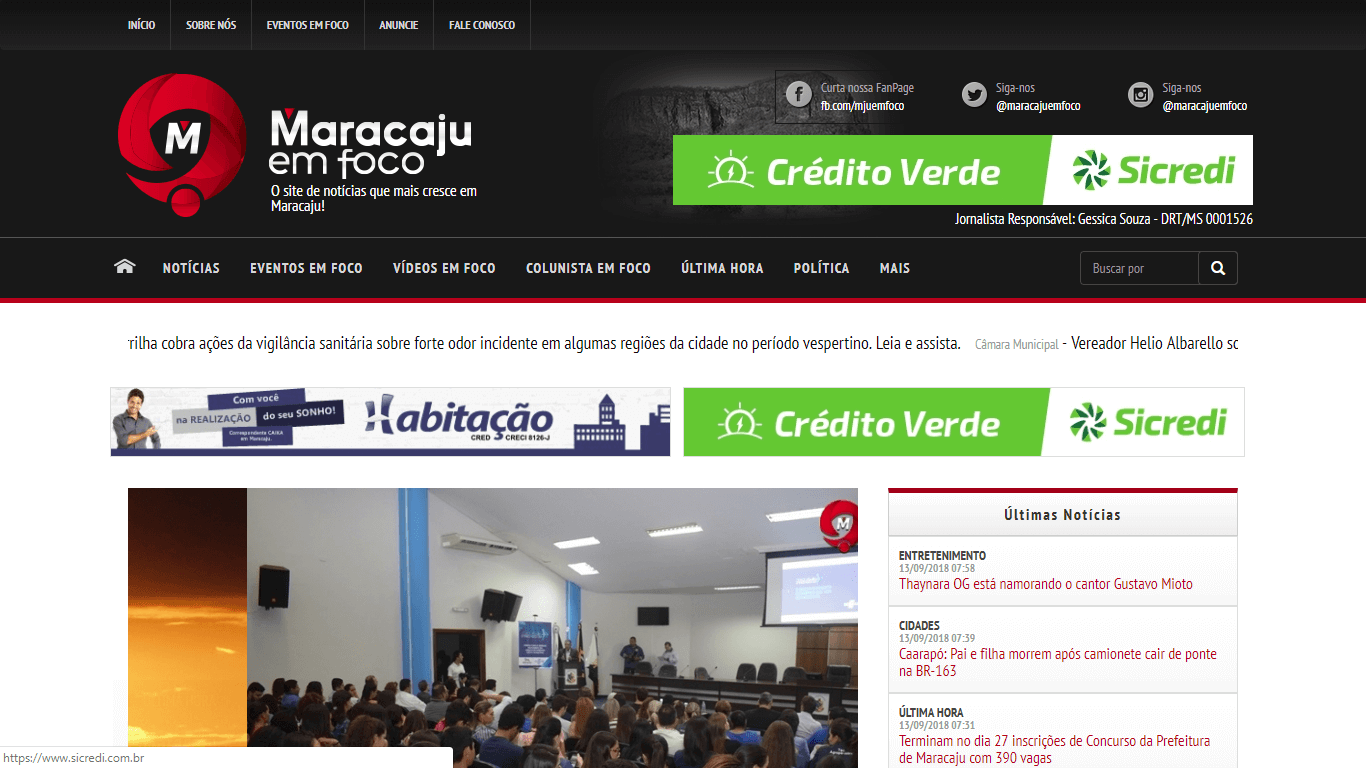 INÍCIO
SOBRE NÓS
EVENTOS EM FOCO
ANUNCIE
FALE CONOSCO
M
Maracaju
em foco
O site de notícias que mais cresce em
Maracaju!
Curta nossa FanPage
fb.com/mjuemfoco
Siga-nos
@maracajuemfoco
Siga-nos
@maracajuemfoco
Crédito Verde
Sicredi
Jornalista Responsável: Gessica Souza - DRT/MS 0001526
NOTÍCIAS
EVENTOS EM FOCO
VÍDEOS EM FOCO
COLUNISTA EM FOCO
ÚLTIMA HORA
POLÍTICA
MAIS
Buscar por
rilha cobra ações da vigilância sanitária sobre forte odor incidente em algumas regiões da cidade no período vespertino. Leia e assista. Câmara Municipal - Vereador Helio Albarello sc
Com você
na REALIZAÇÃO do seu SONHO!
Correspondente CAIXA
em Maracaju.
Habitação
CRED CRECI 8126-J
Crédito Verde
Sicredi
M
Últimas Notícias
ENTRETENIMENTO
13/09/2018 07:58
Thaynara OG está namorando o cantor Gustavo Mioto
CIDADES
13/09/2018 07:39
Caarapó: Pai e filha morrem após camionete cair de ponte
na BR-163
ÚLTIMA HORA
13/09/2018 07:31
Terminam no dia 27 inscrições de Concurso da Prefeitura
de Maracaju com 390 vagas
https://www.sicredi.com.br